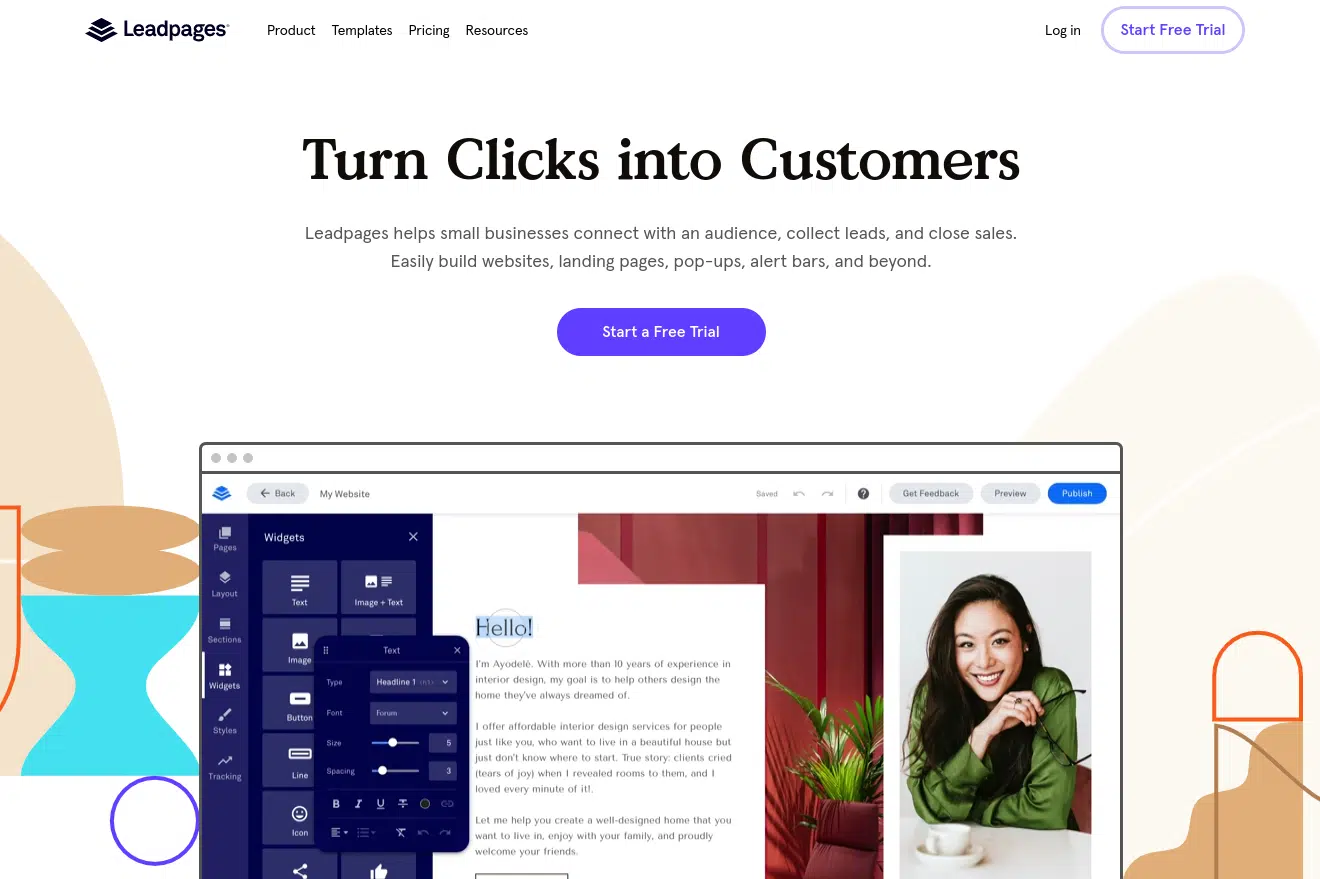 Leadpages
Product Templates Pricing Resources
Log in
Start Free Trial
Turn Clicks into Customers
Leadpages helps small businesses connect with an audience, collect leads, and close sales.
Easily build websites, landing pages, pop-ups, alert bars, and beyond.
Start a Free Trial
Back
My Website
Saved
Get Feedback
Preview
Publish
Pages
Layout
Sections
Widgets
Styles
Tracking
Widgets
Text
Image + Text
Image
Button
Line
Icon
Text
Type
Headline 1
Font
Forum
Size
5
Spacing
3
B I U T
Hello!
I'm Ayodelé. With more than 10 years of experience in
interior design, my goal is to help others design the
home they've always dreamed of.
I offer affordable interior design services for people
just like you, who want to live in a beautiful house but
just don't know where to start. True story: clients cried
(tears of joy) when I revealed rooms to them, and I
loved every minute of it!.
Let me help you create a well-designed home that you
want to live in, enjoy with your family, and proudly
welcome your friends.